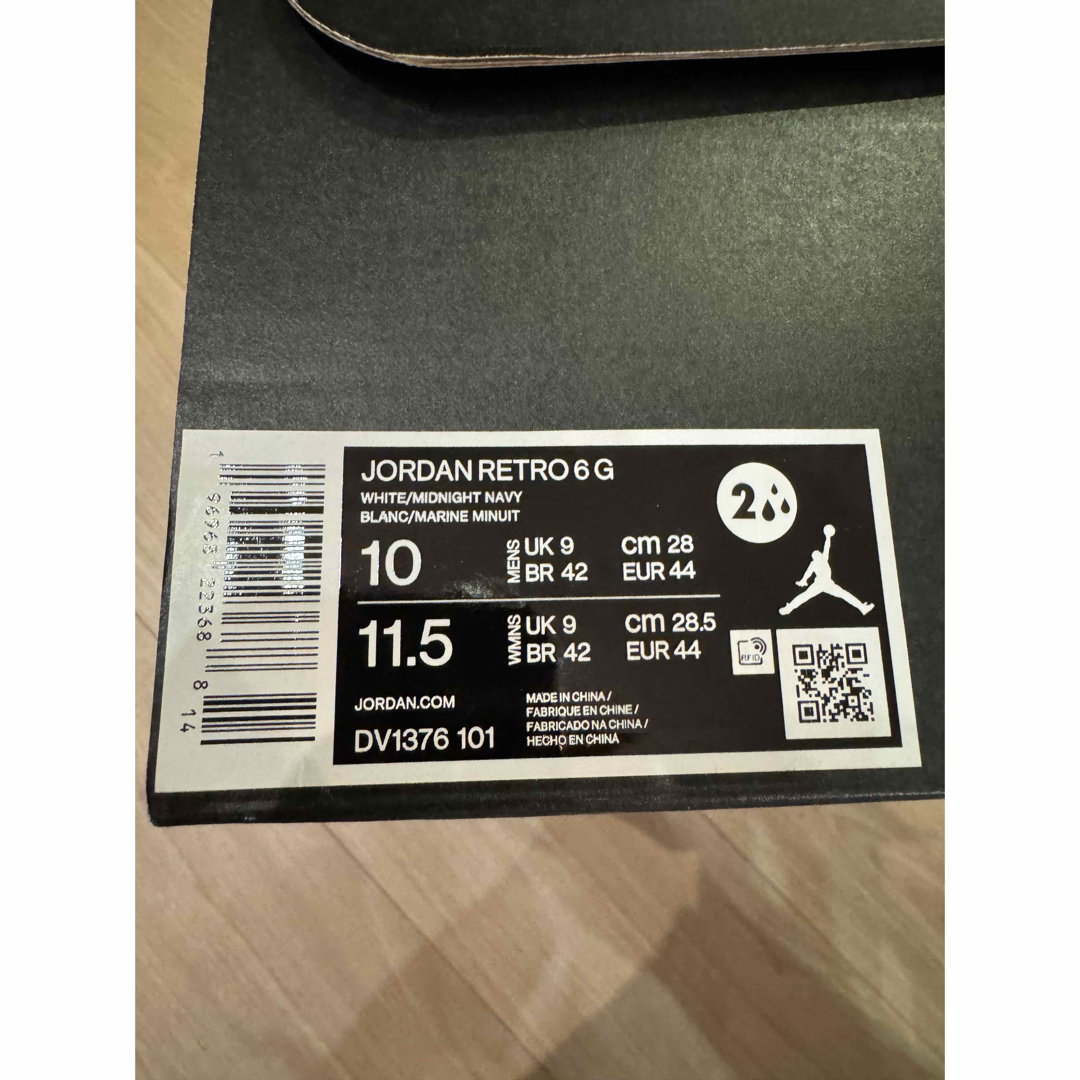 JORDAN RETRO 6 G
WHITE/MIDNIGHT NAVY
BLANC/MARINE MINUIT
2
10
MENS
UK 9
cm 28
BR 42
EUR 44
11.5
WMNS
UK 9
cm 28.5
BR 42
EUR 44
RFID
JORDAN.COM
DV1376 101
MADE IN CHINA /
FABRIQUE EN CHINE /
FABRICADO NA CHINA /
HECHO EN CHINA
8 14